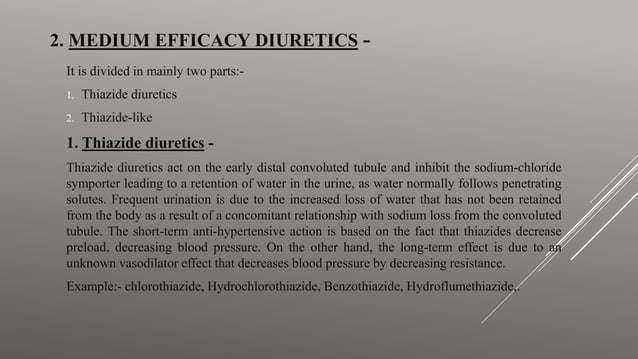 2. MEDIUM EFFICACY DIURETICS -
It is divided in mainly two parts:-
1. Thiazide diuretics
2. Thiazide-like
1. Thiazide diuretics -
Thiazide diuretics act on the early distal convoluted tubule and inhibit the sodium-chloride
symporter leading to a retention of water in the urine, as water normally follows penetrating
solutes. Frequent urination is due to the increased loss of water that has not been retained
from the body as a result of a concomitant relationship with sodium loss from the convoluted
tubule. The short-term anti-hypertensive action is based on the fact that thiazides decrease
preload, decreasing blood pressure. On the other hand, the long-term effect is due to an
unknown vasodilator effect that decreases blood pressure by decreasing resistance.
Example:- chlorothiazide, Hydrochlorothiazide, Benzothiazide, Hydroflumethiazide,.